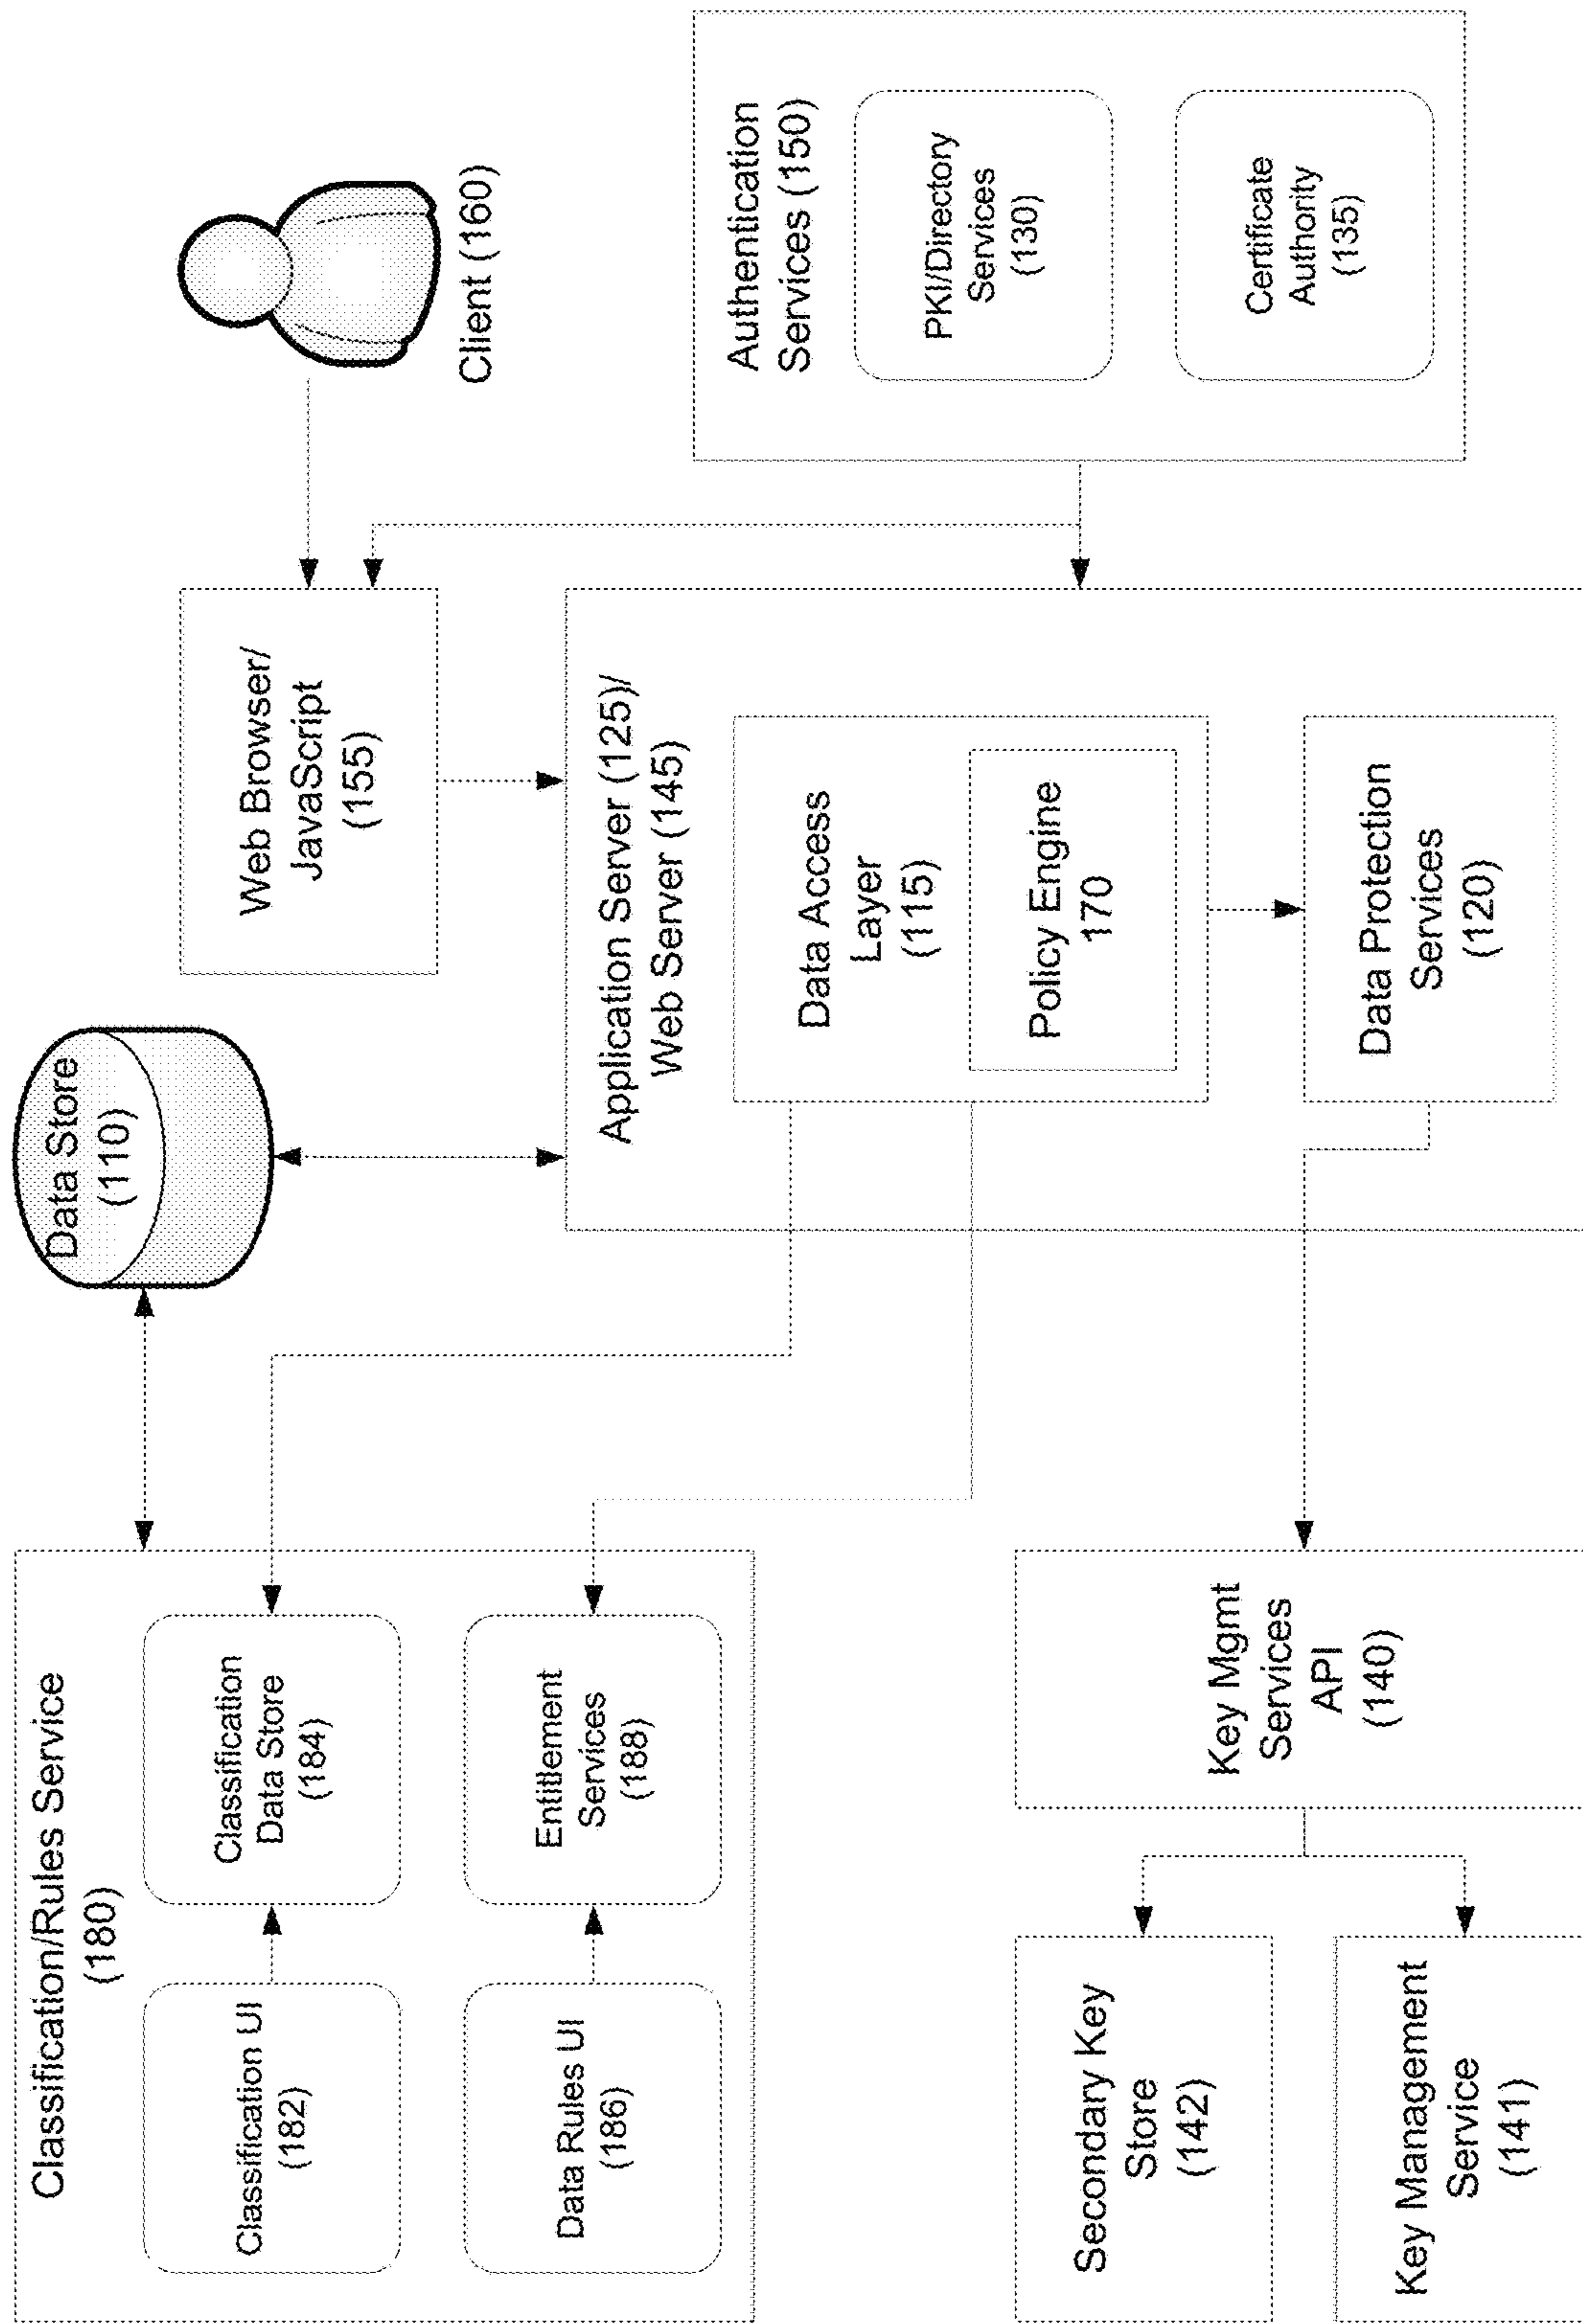 Classification/Rules Service
(180)
Classification UI
(182)
Classification
Data Store
(184)
Data Rules UI
(186)
Entitlement
Services
(188)
Data Store
(110)
Client (160)
Web Browser/
JavaScript
(155)
Application Server (125)/
Web Server (145)
Data Access
Layer
(115)
Policy Engine
170
Data Protection
Services
(120)
Authentication
Services (150)
PKI/Directory
Services
(130)
Certificate
Authority
(135)
Secondary Key
Store
(142)
Key Management
Service
(141)
Key Mgmt
Services
API
(140)